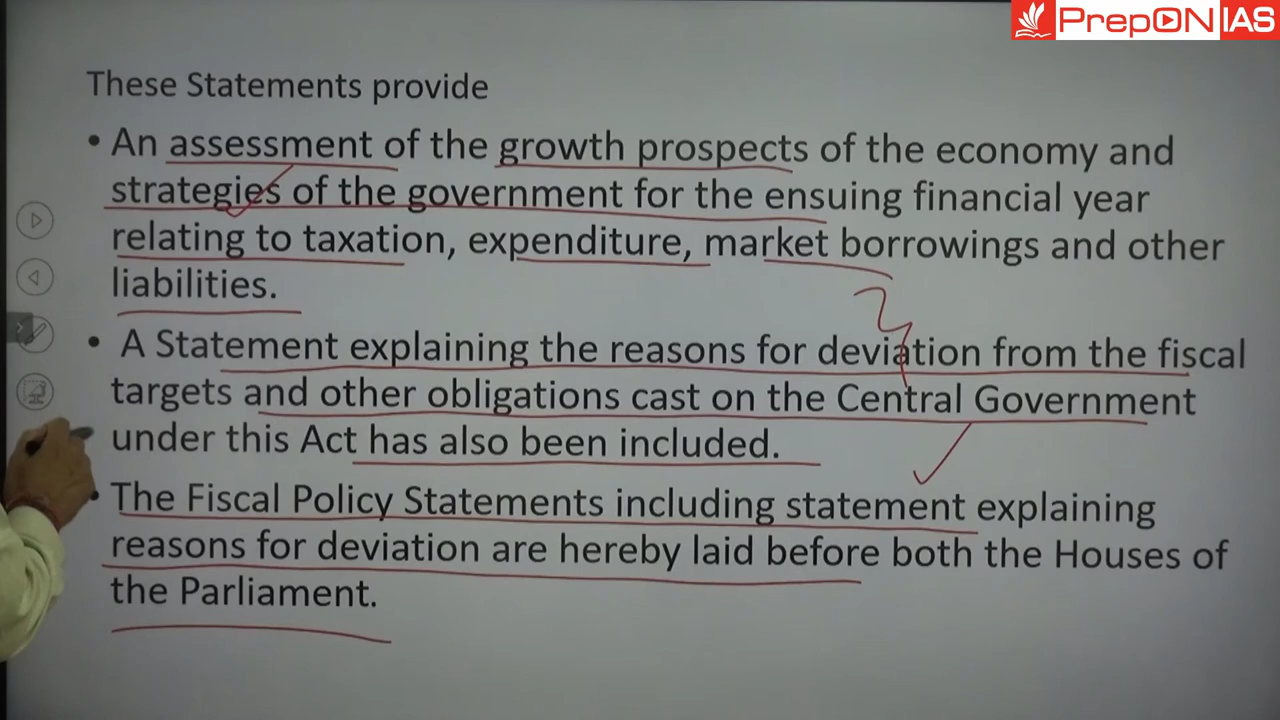 PrepON IAS
These Statements provide
• An assessment of the growth prospects of the economy and
strategies of the government for the ensuing financial year
relating to taxation, expenditure, market borrowings and other
liabilities.
• A Statement explaining the reasons for deviation from the fiscal
targets and other obligations cast on the Central Government
under this Act has also been included.
• The Fiscal Policy Statements including statement explaining
reasons for deviation are hereby laid before both the Houses of
the Parliament.